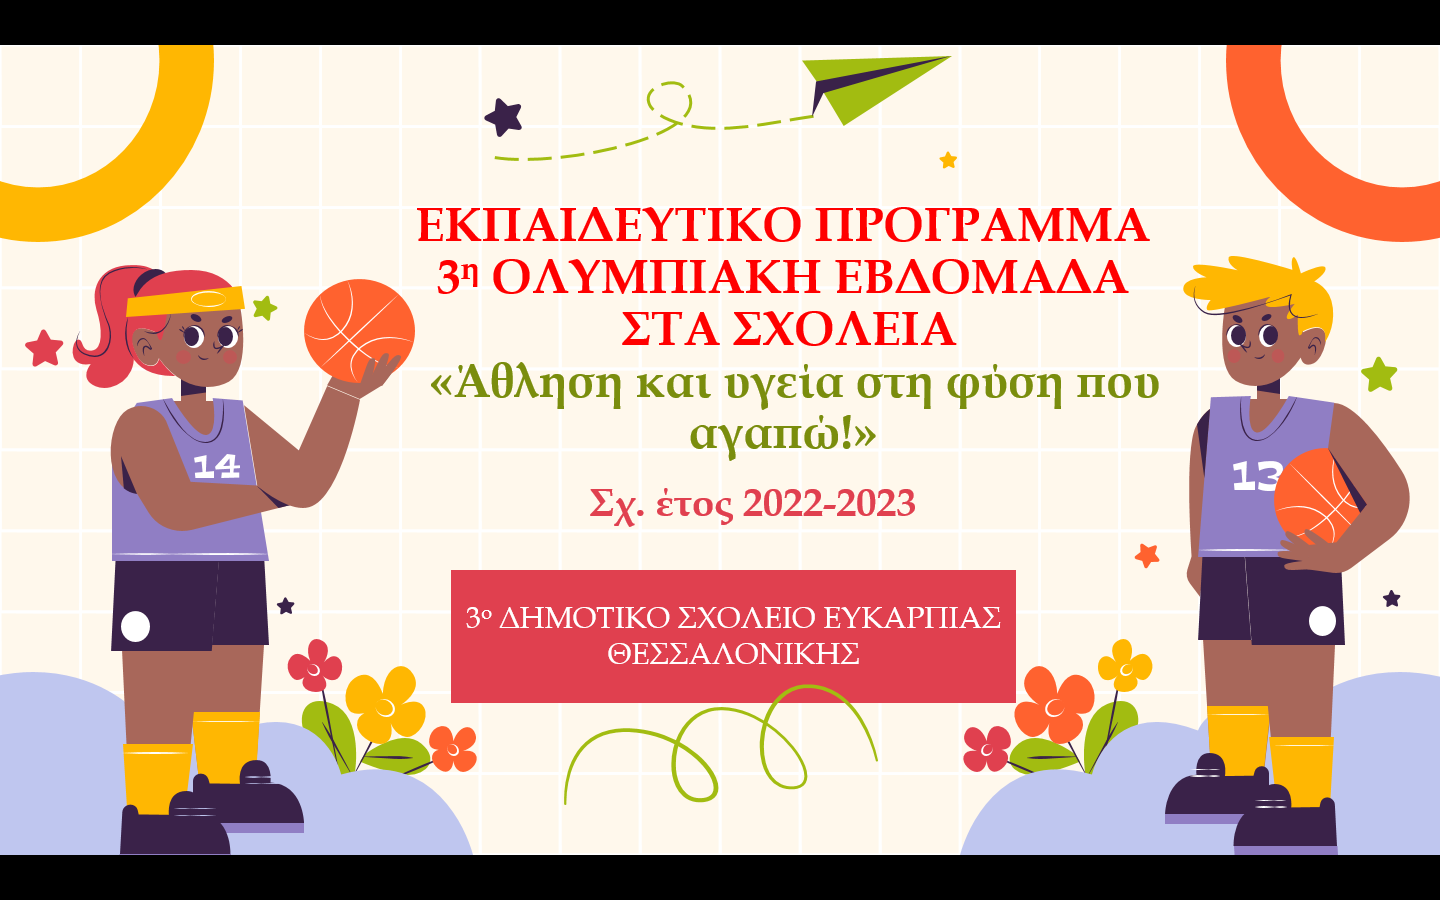 ΕΚΠΑΙΔΕΥΤΙΚΟ ΠΡΟΓΡΑΜΜΑ
3η ΟΛΥΜΠΙΑΚΗ ΕΒΔΟΜΑΔΑ
ΣΤΑ ΣΧΟΛΕΙΑ
«Άθληση και υγεία στη φύση που
αγαπώ!»
Σχ. έτος 2022-2023
14
13
3ο ΔΗΜΟΤΙΚΟ ΣΧΟΛΕΙΟ ΕΥΚΑΡΠΙΑΣ
ΘΕΣΣΑΛΟΝΙΚΗΣ